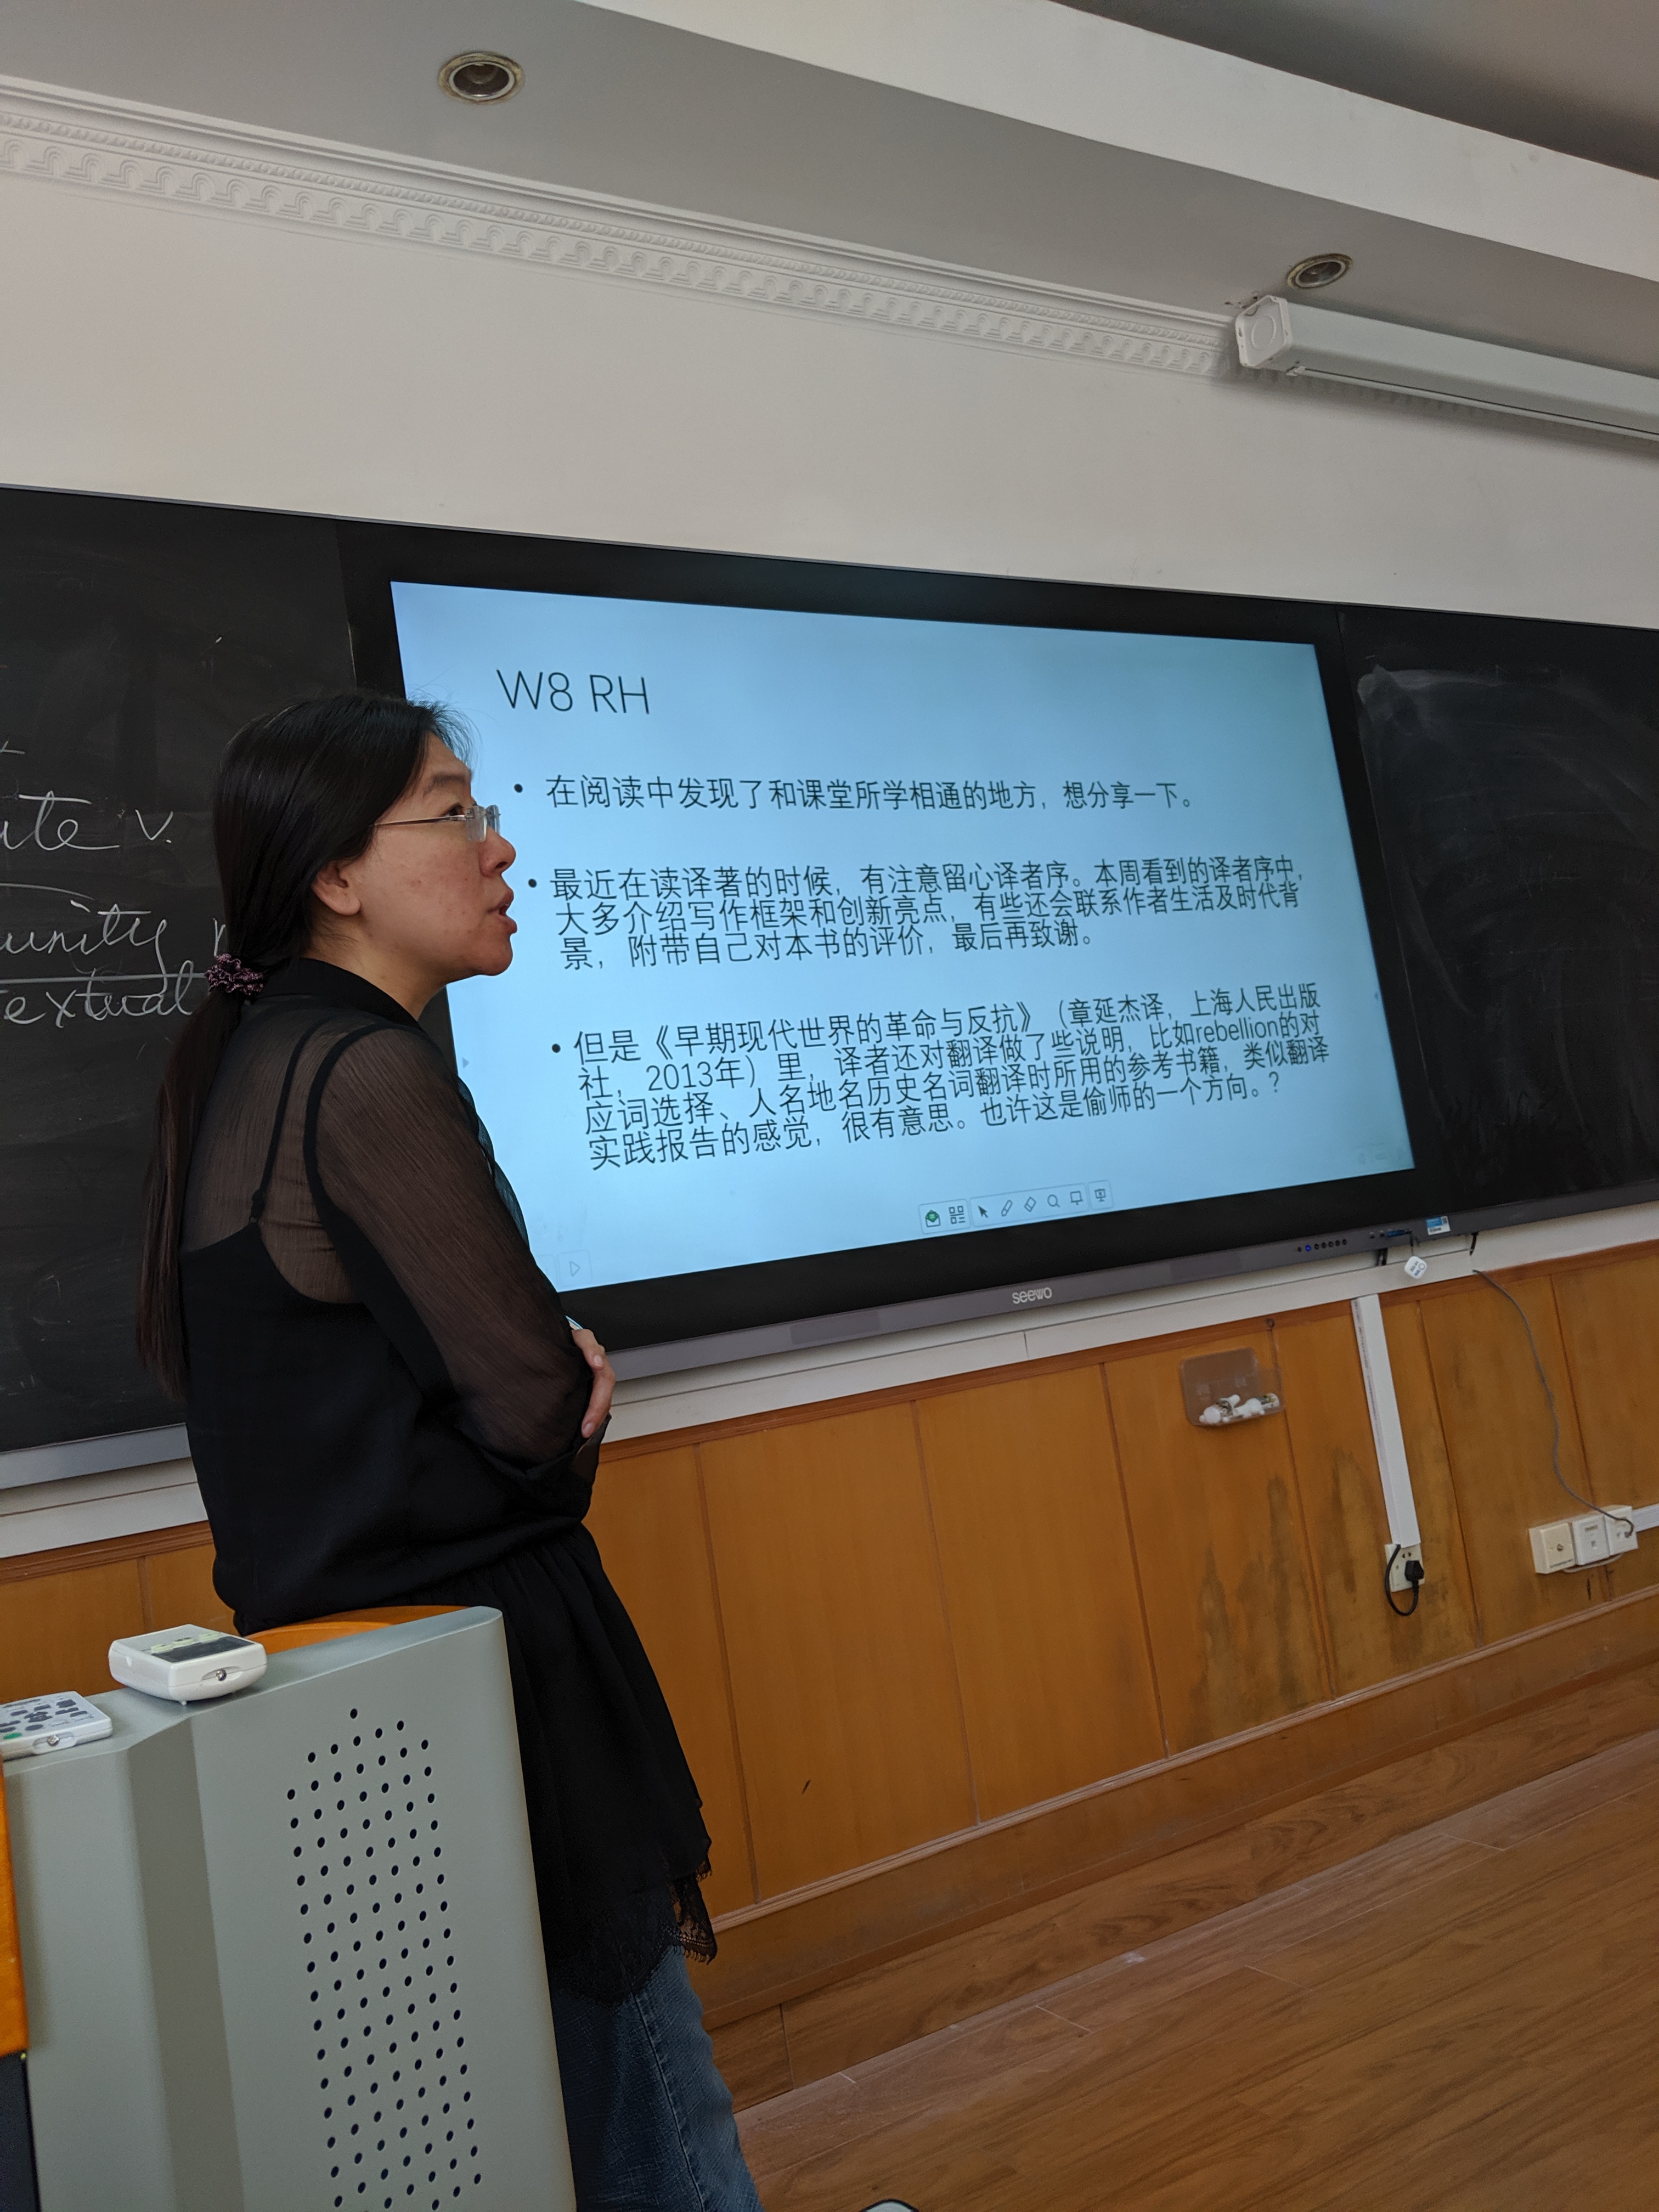 W8 RH
• 在阅读中发现了和课堂所学相通的地方，想分享一下。
• 最近在读译著的时候，有注意留心译者序。本周看到的译者序中，
大多介绍写作框架和创新亮点，有些还会联系作者生活及时代背
景，附带自己对本书的评价，最后再致谢。
• 但是《早期现代世界的革命与反抗》（章延杰译，上海人民出版
社，2013年）里，译者还对翻译做了些说明，比如rebellion的对
应词选择、人名地名历史名词翻译时所用的参考书籍，类似翻译
实践报告的感觉，很有意思。也许这是偷师的一个方向。?
v.
seewo